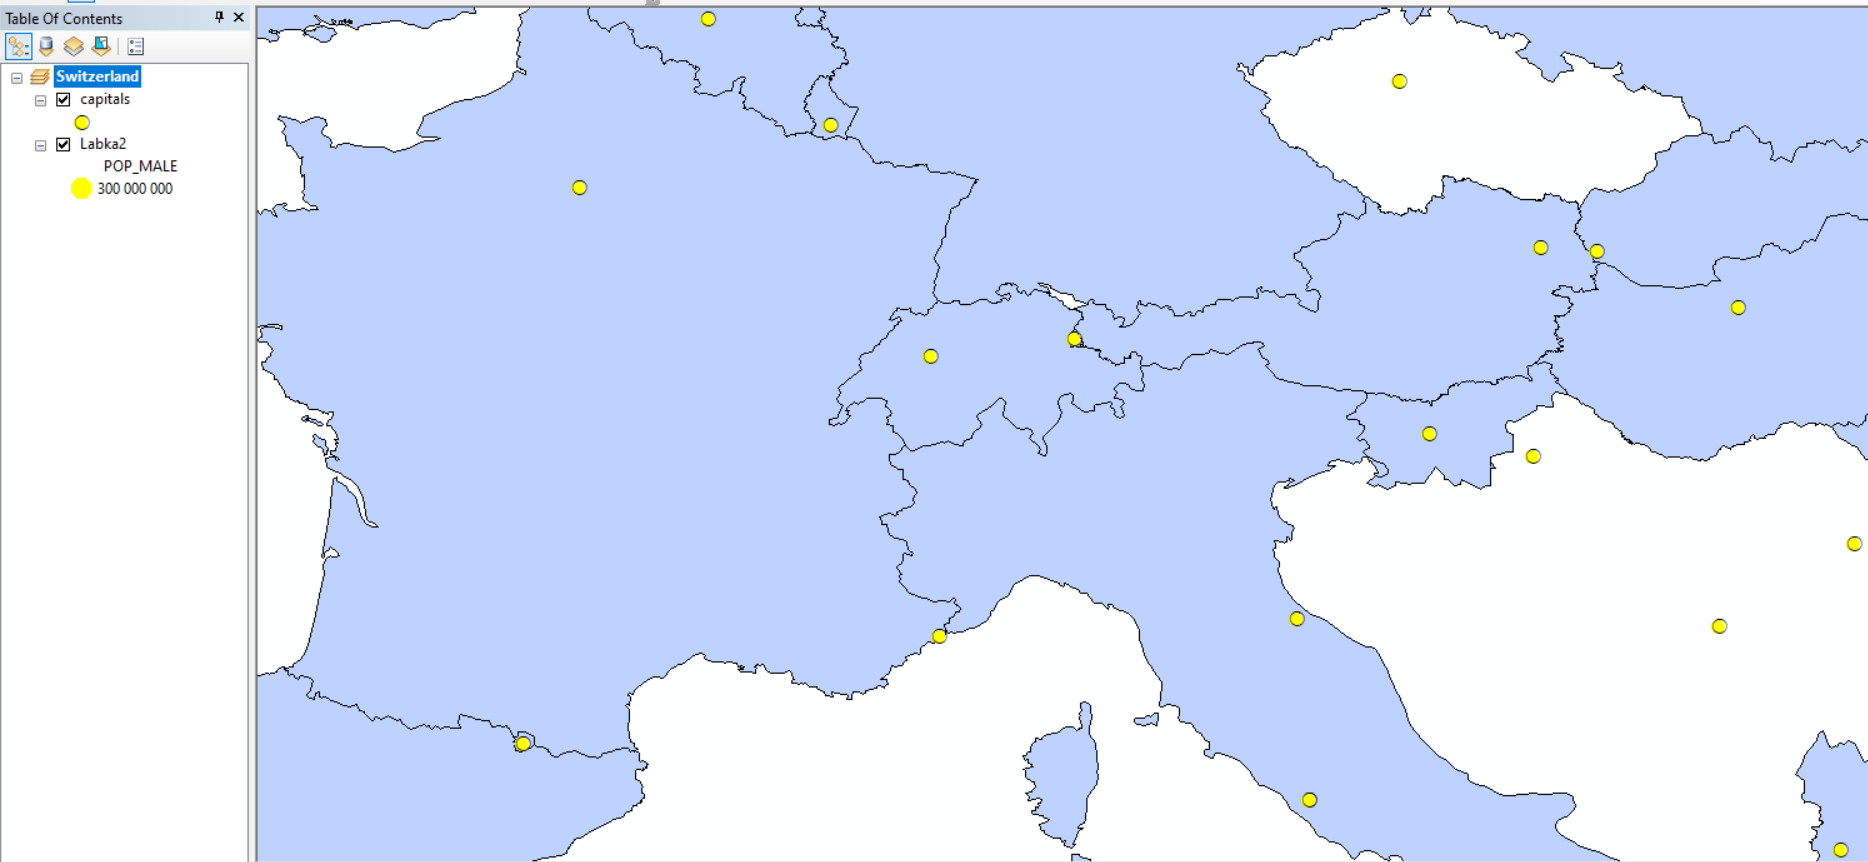 Table Of Contents
Switzerland
capitals
Labka2
POP_MALE
300 000 000